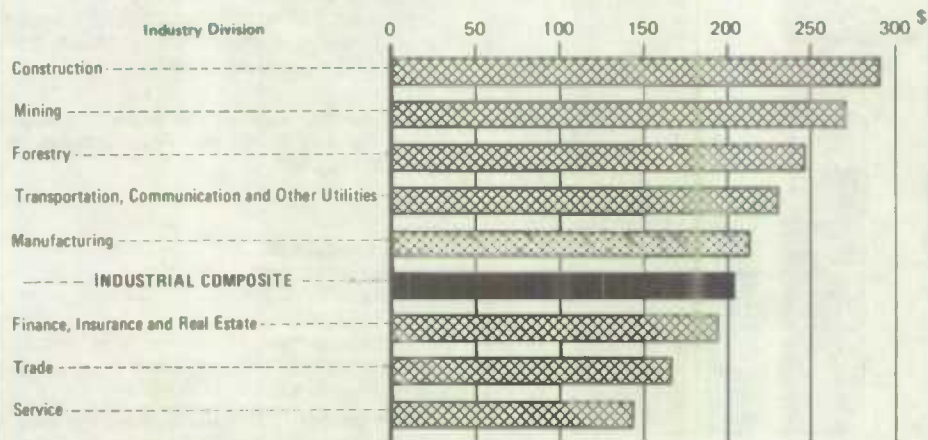 $
Industry Division 0 50 100 150 200 250 300
Construction
Mining
Forestry
Transportation, Communication and Other Utilities
Manufacturing
INDUSTRIAL COMPOSITE
Finance, Insurance and Real Estate
Trade
Service